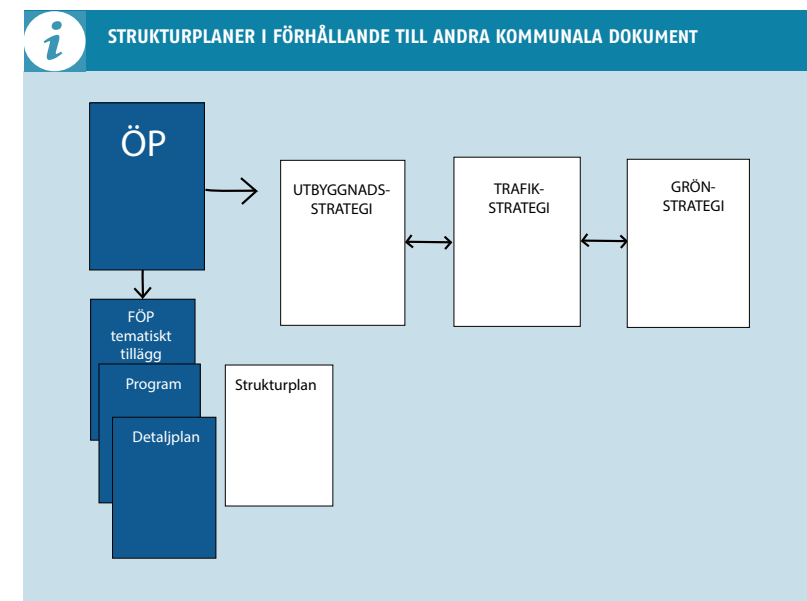 i
STRUKTURPLANER I FÖRHÅLLANDE TILL ANDRA KOMMUNALA DOKUMENT
ÖP
UTBYGGNADS-
STRATEGI
TRAFIK-
STRATEGI
GRÖN-
STRATEGI
FÖP
tematiskt
tillägg
Program
Strukturplan
Detaljplan